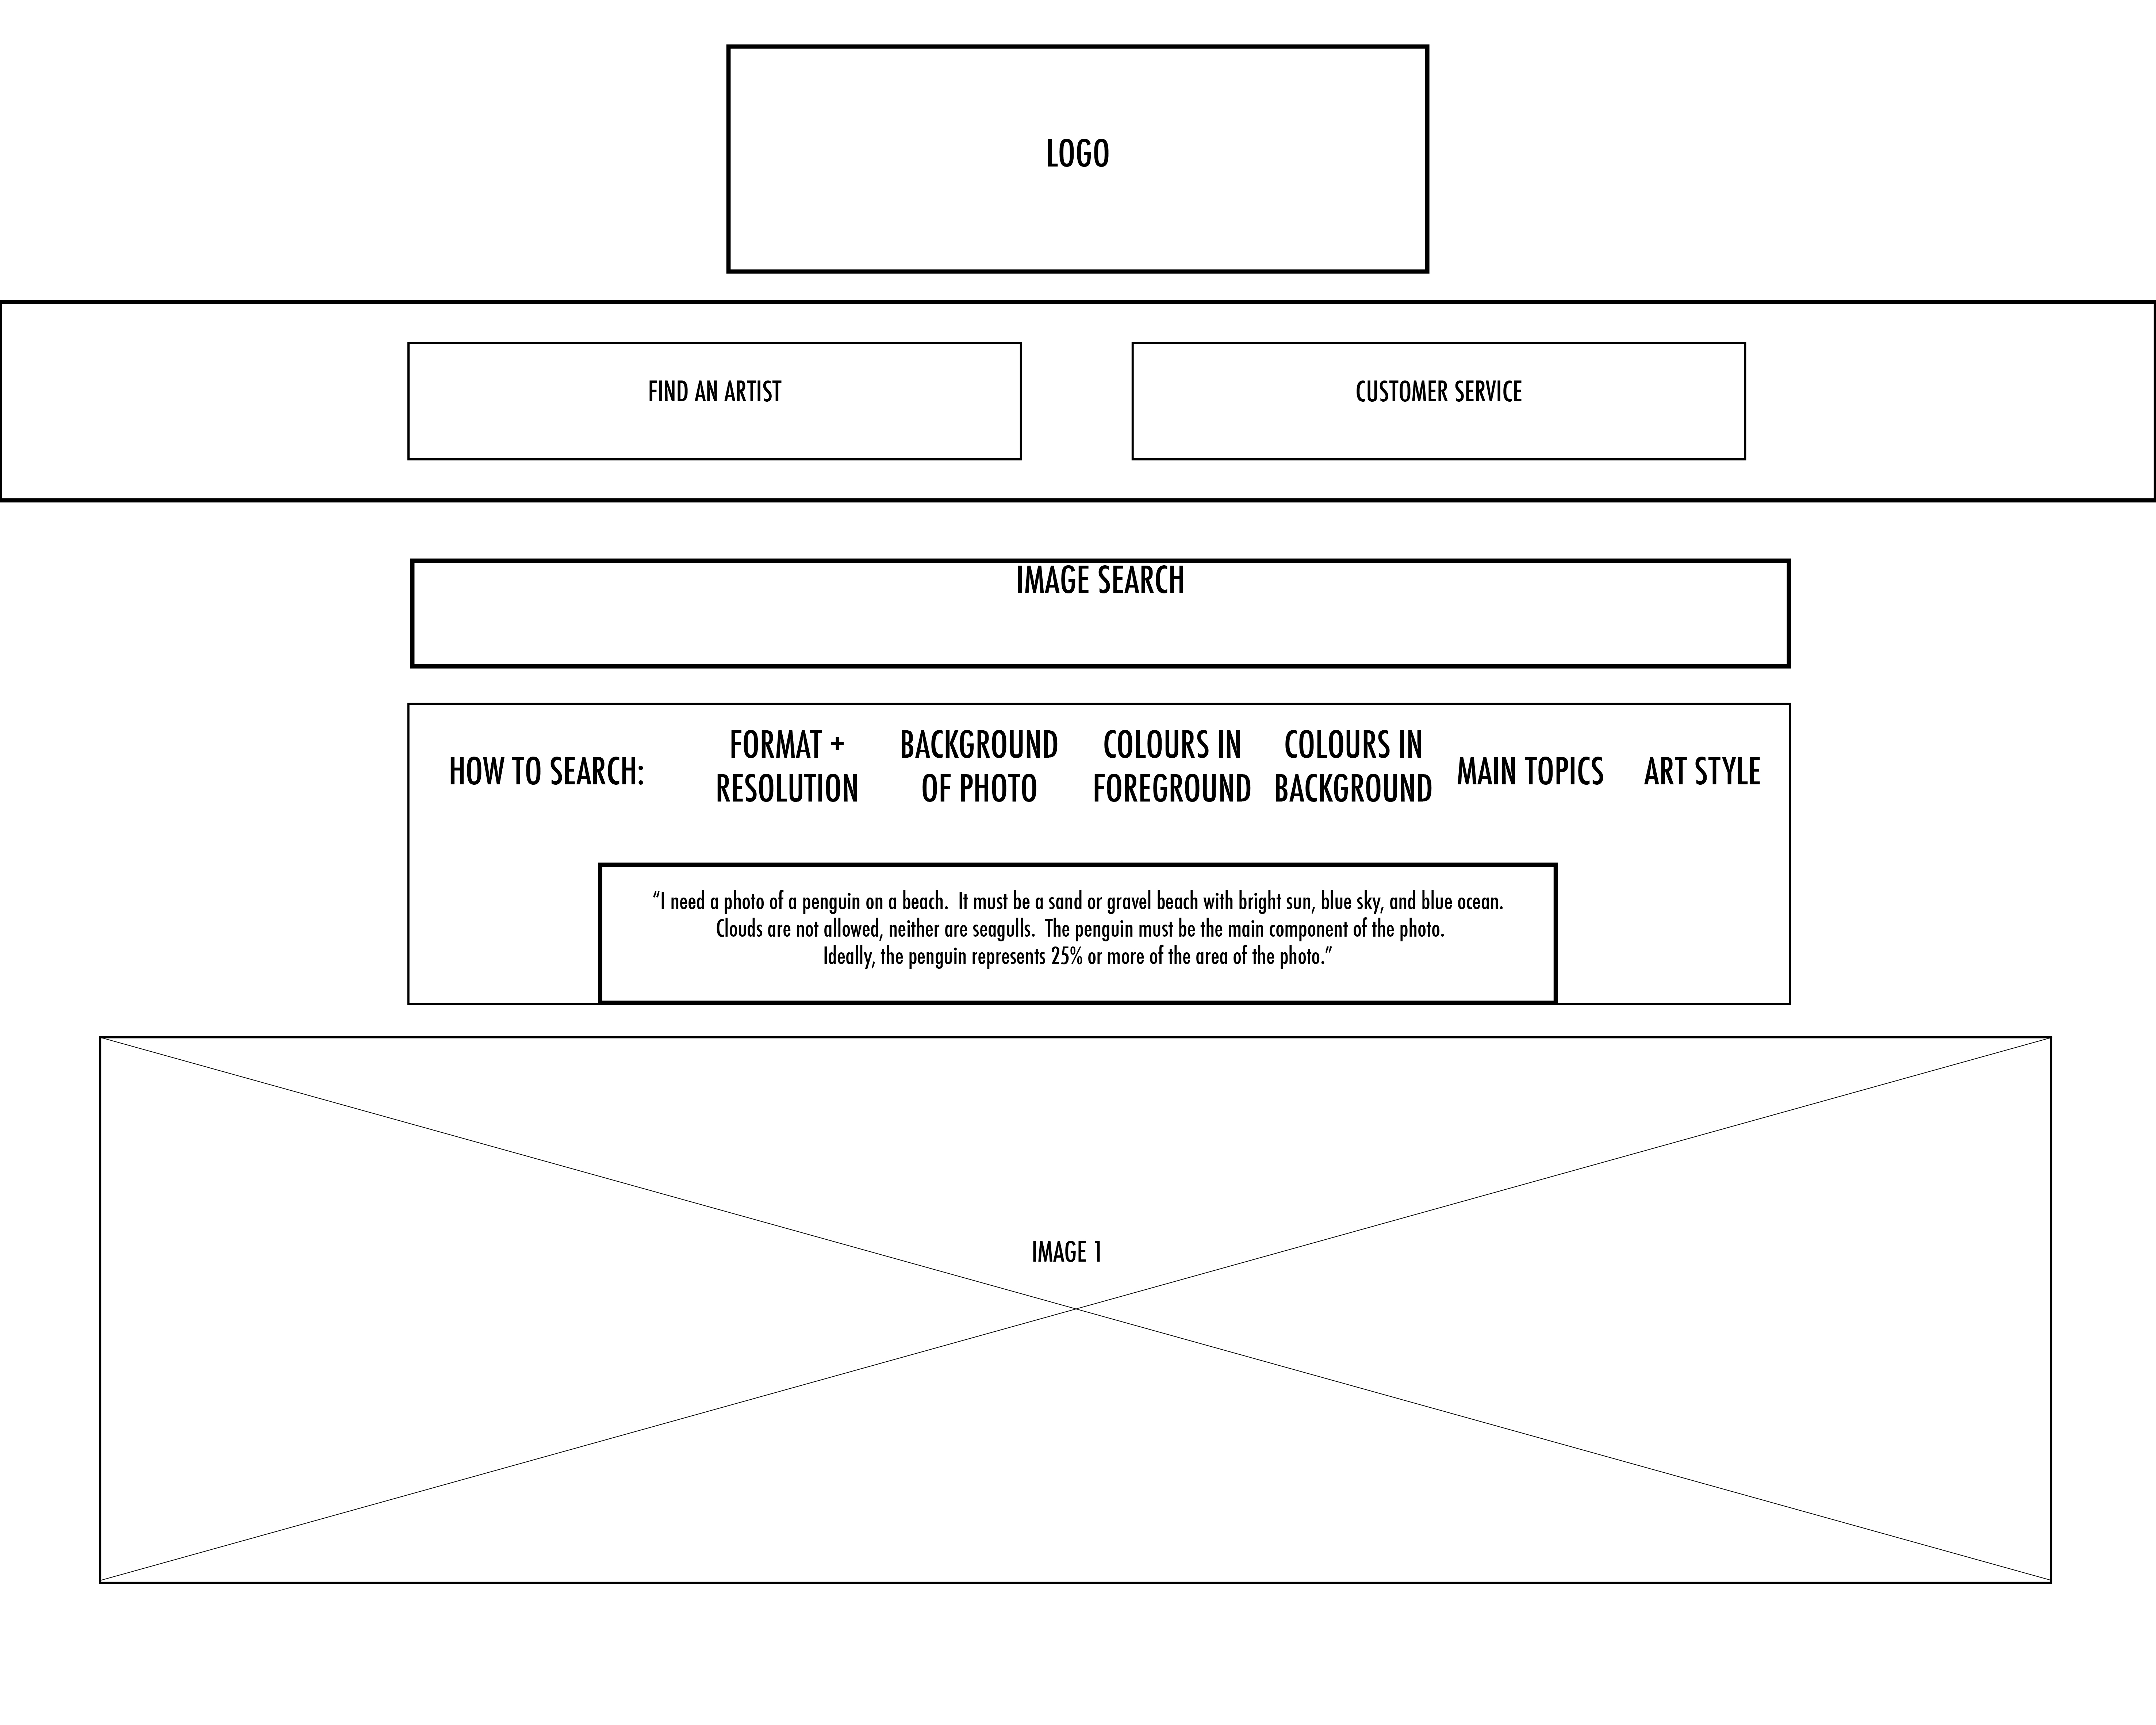 LOGO
FIND AN ARTIST
CUSTOMER SERVICE
IMAGE SEARCH
HOW TO SEARCH:
FORMAT +
RESOLUTION
BACKGROUND
OF PHOTO
COLOURS IN
FOREGROUND
COLOURS IN
BACKGROUND
MAIN TOPICS
ART STYLE
“I need a photo of a penguin on a beach.  It must be a sand or gravel beach with bright sun, blue sky, and blue ocean.
Clouds are not allowed, neither are seagulls.  The penguin must be the main component of the photo.
Ideally, the penguin represents 25% or more of the area of the photo.”
IMAGE 1